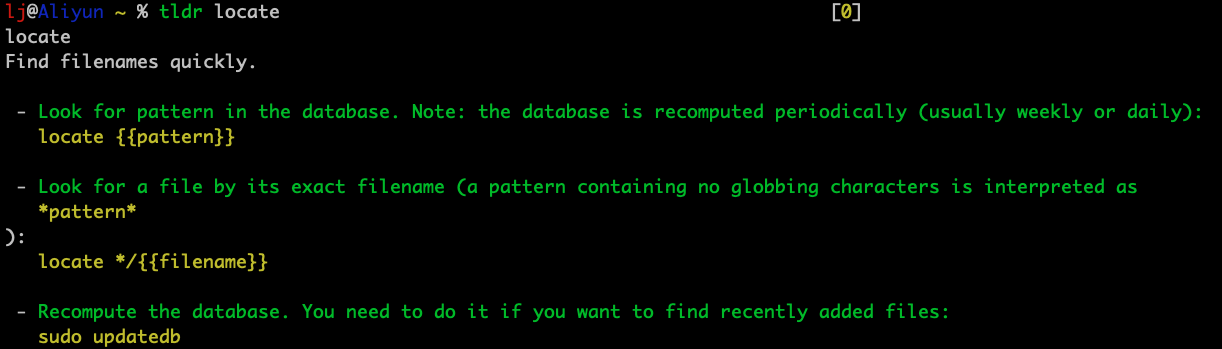 lj@Aliyun ~ % tldr locate [0]
locate
Find filenames quickly.
- Look for pattern in the database. Note: the database is recomputed periodically (usually weekly or daily):
locate {{pattern}}
- Look for a file by its exact filename (a pattern containing no globbing characters is interpreted as
*pattern*
):
locate */{{filename}}
- Recompute the database. You need to do it if you want to find recently added files:
sudo updatedb